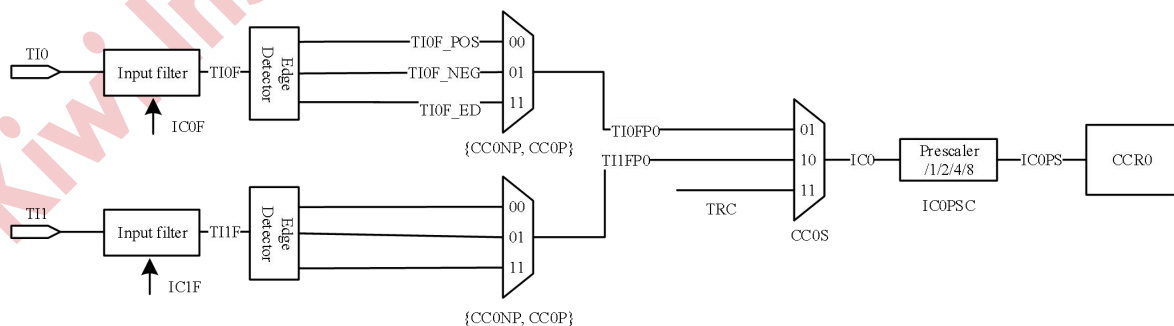 TI0
Input filter
IC0F
TI0F
Edge
Detector
TI0F_POS
TI0F_NEG
TI0F_ED
00
01
11
{CC0NP, CC0P}
TI1
Input filter
IC1F
TI1F
Edge
Detector
00
01
11
{CC0NP, CC0P}
TI0FP0
TI1FP0
TRC
01
10
11
CC0S
IC0
Prescaler
/1/2/4/8
IC0PSC
IC0PS
CCR0